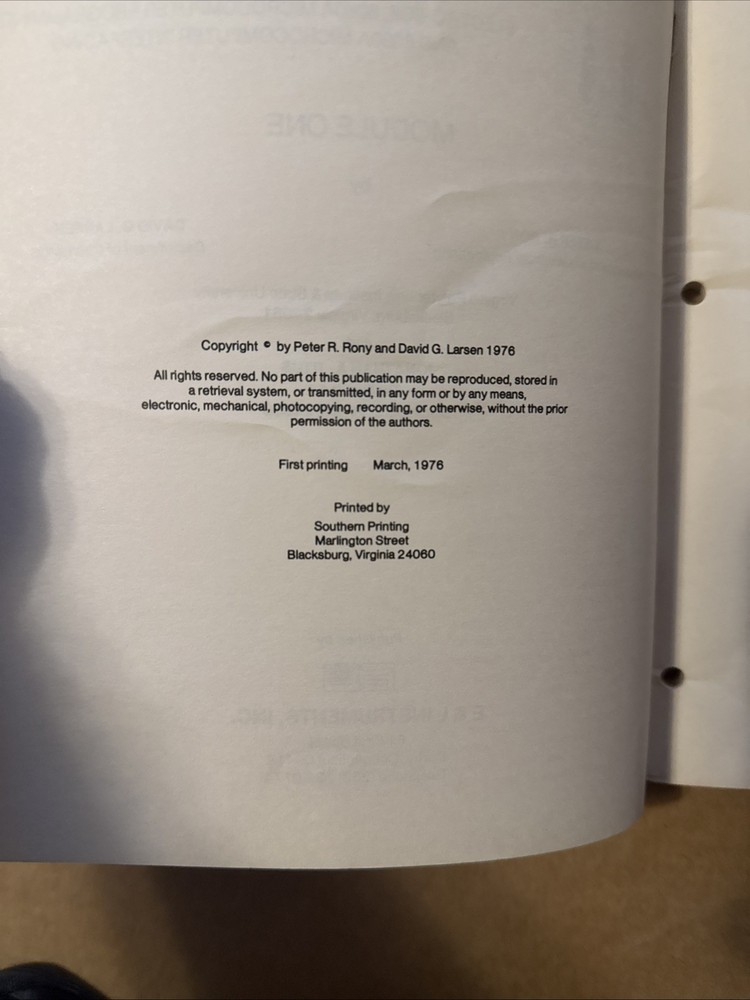 MODULE ONE
Copyright © by Peter R. Rony and David G. Larsen 1976
All rights reserved. No part of this publication may be reproduced, stored in
a retrieval system, or transmitted, in any form or by any means,
electronic, mechanical, photocopying, recording, or otherwise, without the prior
permission of the authors.
First printing March, 1976
Printed by
Southern Printing
Marlington Street
Blacksburg, Virginia 24060